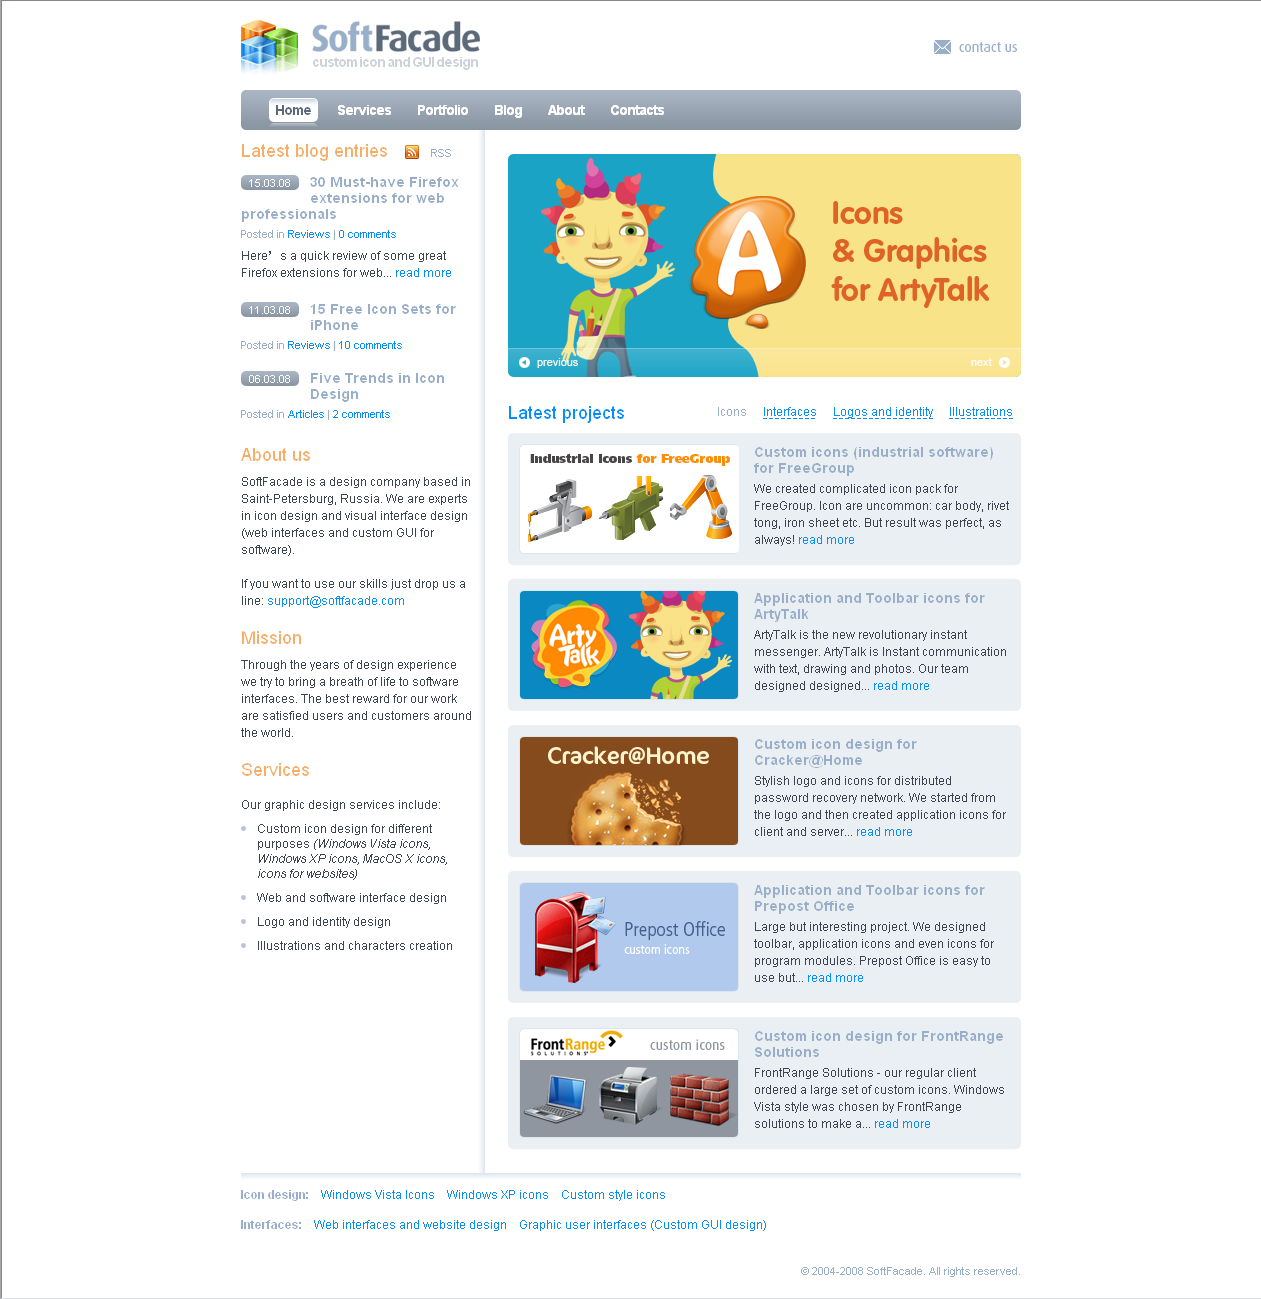 SoftFacade
custom icon and GUI design
contact us
Home Services Portfolio Blog About Contacts
Latest blog entries RSS
15.03.08 30 Must-have Firefox
extensions for web
professionals
Posted in Reviews | 0 comments
Here’s a quick review of some great
Firefox extensions for web... read more
11.03.08 15 Free Icon Sets for
iPhone
Posted in Reviews | 10 comments
06.03.08 Five Trends in Icon
Design
Posted in Articles | 2 comments
About us
SoftFacade is a design company based in
Saint-Petersburg, Russia. We are experts
in icon design and visual interface design
(web interfaces and custom GUI for
software).
If you want to use our skills just drop us a
line: support@softfacade.com
Mission
Through the years of design experience
we try to bring a breath of life to software
interfaces. The best reward for our work
are satisfied users and customers around
the world.
Services
Our graphic design services include:
Custom icon design for different
purposes (Windows Vista icons,
Windows XP icons, MacOS X icons,
icons for websites)
Web and software interface design
Logo and identity design
Illustrations and characters creation
A
Icons
& Graphics
for ArtyTalk
previous next
Latest projects Icons Interfaces Logos and identity Illustrations
Industrial Icons for FreeGroup
Custom icons (industrial software)
for FreeGroup
We created complicated icon pack for
FreeGroup. Icon are uncommon: car body, rivet
tong, iron sheet etc. But result was perfect, as
always! read more
Arty
Talk
Application and Toolbar icons for
ArtyTalk
ArtyTalk is the new revolutionary instant
messenger. ArtyTalk is Instant communication
with text, drawing and photos. Our team
designed designed... read more
Cracker@Home
Custom icon design for
Cracker@Home
Stylish logo and icons for distributed
password recovery network. We started from
the logo and then created application icons for
client and server... read more
Prepost Office
custom icons
Application and Toolbar icons for
Prepost Office
Large but interesting project. We designed
toolbar, application icons and even icons for
program modules. Prepost Office is easy to
use but... read more
FrontRange
SOLUTIONS
custom icons
Custom icon design for FrontRange
Solutions
FrontRange Solutions - our regular client
ordered a large set of custom icons. Windows
Vista style was chosen by FrontRange
solutions to make a... read more
Icon design: Windows Vista Icons Windows XP icons Custom style icons
Interfaces: Web interfaces and website design Graphic user interfaces (Custom GUI design)
© 2004-2008 SoftFacade. All rights reserved.